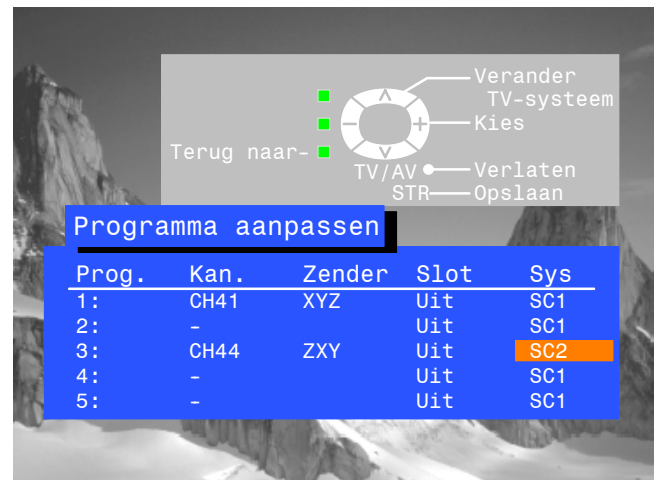 Verander
TV-systeem
Kies
Terug naar-
TV/AV Verlaten
STR Opslaan
Programma aanpassen
Prog. Kan. Zender Slot Sys
1: CH41 XYZ Uit SC1
2: - Uit SC1
3: CH44 ZXY Uit SC2
4: - Uit SC1
5: - Uit SC1